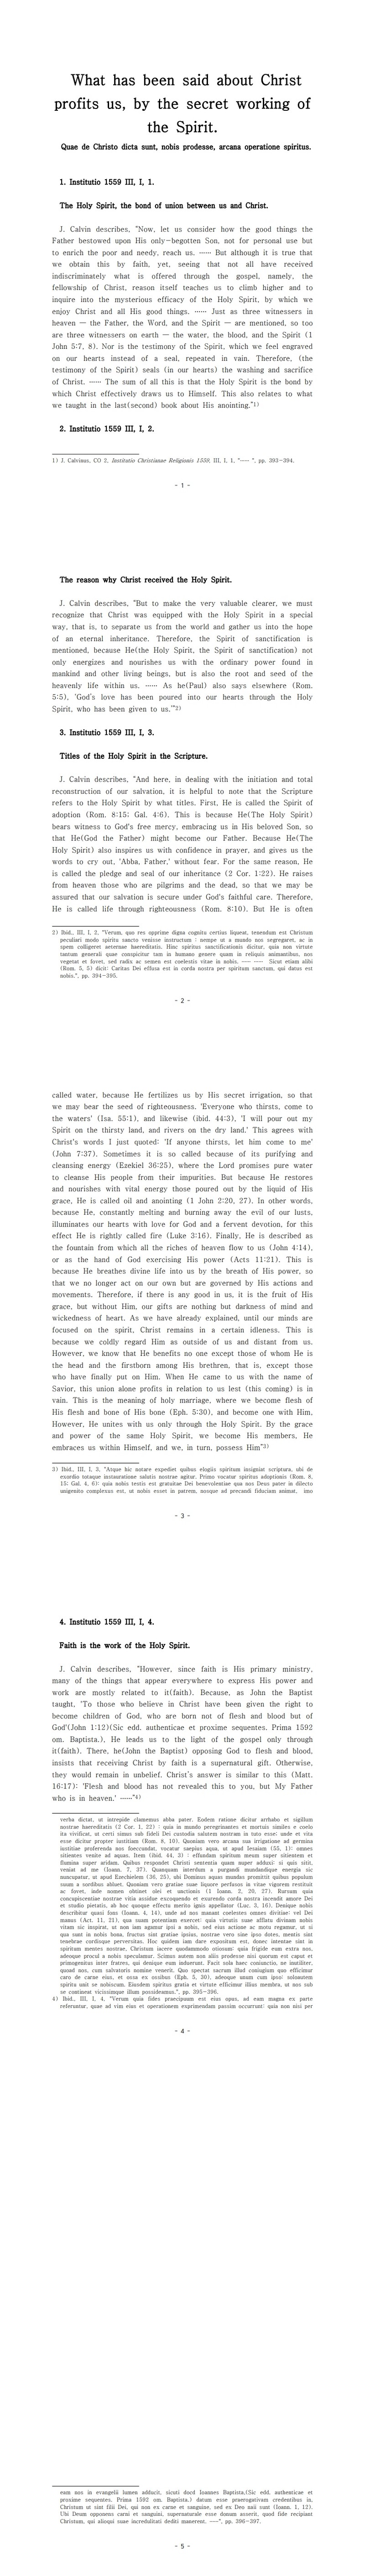 What has been said about Christ
profits us, by the secret working of
the Spirit.
Quae de Christo dicta sunt, nobis prodesse, arcana operatione spiritus.
1. Institutio 1559 III, I, 1.
The Holy Spirit, the bond of union between us and Christ.
J. Calvin describes, "Now, let us consider how the good things the
Father bestowed upon His only-begotten Son, not for personal use but
to enrich the poor and needy, reach us. ······ But although it is true that
we obtain this by faith, yet, seeing that not all have received
indiscriminately what is offered through the gospel, namely, the
fellowship of Christ, reason itself teaches us to climb higher and to
inquire into the mysterious efficacy of the Holy Spirit, by which we
enjoy Christ and all His good things. ······ Just as three witnesses in
heaven — the Father, the Word, and the Spirit — are mentioned, so too
are three witnesses on earth — the water, the blood, and the Spirit (1
John 5:7, 8). Nor is the testimony of the Spirit, which we feel engraved
on our hearts instead of a seal, repeated in vain. Therefore, (the
testimony of the Spirit) seals (in our hearts) the washing and sacrifice
of Christ. ······ The sum of all this is that the Holy Spirit is the bond by
which Christ effectively draws us to Himself. This also relates to what
we taught in the last(second) book about His anointing."1)
2. Institutio 1559 III, I, 2.
1) J. Calvinus, CO 2, Institutio Christianae Religionis 1559, III, I, 1, "······ ", pp. 393-394.
- 1 -
The reason why Christ received the Holy Spirit.
J. Calvin describes, "But to make the very valuable clearer, we must
recognize that Christ was equipped with the Holy Spirit in a special
way, that is, to separate us from the world and gather us into the hope
of an eternal inheritance. Therefore, the Spirit of sanctification is
mentioned, because He(the Holy Spirit, the Spirit of sanctification) not
only energizes and nourishes us with the ordinary power found in
mankind and other living beings, but is also the root and seed of the
heavenly life within us. ······ As he(Paul) also says elsewhere (Rom.
5:5), 'God's love has been poured into our hearts through the Holy
Spirit, who has been given to us.'"2)
3. Institutio 1559 III, I, 3.
Titles of the Holy Spirit in the Scripture.
J. Calvin describes, "And here, in dealing with the initiation and total
reconstruction of our salvation, it is helpful to note that the Scripture
refers to the Holy Spirit by what titles. First, He is called the Spirit of
adoption (Rom. 8:15; Gal. 4:6). This is because He(The Holy Spirit)
bears witness to God's free mercy, embracing us in His beloved Son, so
that He(God the Father) might become our Father. Because He(The
Holy Spirit) also inspires us with confidence in prayer, and gives us the
words to cry out, 'Abba, Father,' without fear. For the same reason, He
is called the pledge and seal of our inheritance (2 Cor. 1:22). He raises
from heaven those who are pilgrims and the dead, so that we may be
assured that our salvation is secure under God's faithful care. Therefore,
He is called life through righteousness (Rom. 8:10). But He is often
2) Ibid., III, I, 2, "Verum, quo res apprime digna cognitu certius liqueat, tenendum est Christum
peculiari modo spiritu sancto venisse instructum : nempe ut a mundo nos segregaret, ac in
spem colligeret aeternae haereditatis. Hinc spiritus sanctificationis dicitur, quia non virtute
tantum generali quae conspicitur tam in humano genere quam in reliquis animantibus, nos
vegetat et fovet, sed radix ac semen est coelestis vitae in nobis. ······ ······ Sicut etiam alibi
(Rom. 5, 5) dicit: Caritas Dei effusa est in corda nostra per spiritum sanctum, qui datus est
nobis.", pp. 394-395.
- 2 -
called water, because He fertilizes us by His secret irrigation, so that
we may bear the seed of righteousness. 'Everyone who thirsts, come to
the waters' (Isa. 55:1), and likewise (ibid. 44:3), 'I will pour out my
Spirit on the thirsty land, and rivers on the dry land.' This agrees with
Christ's words I just quoted: 'If anyone thirsts, let him come to me'
(John 7:37). Sometimes it is so called because of its purifying and
cleansing energy (Ezekiel 36:25), where the Lord promises pure water
to cleanse His people from their impurities. But because He restores
and nourishes with vital energy those poured out by the liquid of His
grace, He is called oil and anointing (1 John 2:20, 27). In other words,
because He, constantly melting and burning away the evil of our lusts,
illuminates our hearts with love for God and a fervent devotion, for this
effect He is rightly called fire (Luke 3:16). Finally, He is described as
the fountain from which all the riches of heaven flow to us (John 4:14),
or as the hand of God exercising His power (Acts 11:21). This is
because He breathes divine life into us by the breath of His power, so
that we no longer act on our own but are governed by His actions and
movements. Therefore, if there is any good in us, it is the fruit of His
grace, but without Him, our gifts are nothing but darkness of mind and
wickedness of heart. As we have already explained, until our minds are
focused on the spirit, Christ remains in a certain idleness. This is
because we coldly regard Him as outside of us and distant from us.
However, we know that He benefits no one except those of whom He is
the head and the firstborn among His brethren, that is, except those
who have finally put on Him. When He came to us with the name of
Savior, this union alone profits in relation to us lest (this coming) is in
vain. This is the meaning of holy marriage, where we become flesh of
His flesh and bone of His bone (Eph. 5:30), and become one with Him,
However, He unites with us only through the Holy Spirit. By the grace
and power of the same Holy Spirit, we become His members, He
embraces us within Himself, and we, in turn, possess Him"3)
3) Ibid., III, I, 3, "Atque hic notare expediet quibus elogiis spiritum insigniat scriptura, ubi de
exordio totaque instauratione salutis nostrae agitur. Primo vocatur spiritus adoptionis (Rom. 8,
15; Gal. 4, 6): quia nobis testis est gratuitae Dei benevolentiae qua nos Deus pater in dilecto
unigenito complexus est, ut nobis esset in patrem, nosque ad precandi fiduciam animat, imo
- 3 -
4. Institutio 1559 III, I, 4.
Faith is the work of the Holy Spirit.
J. Calvin describes, "However, since faith is His primary ministry,
many of the things that appear everywhere to express His power and
work are mostly related to it(faith). Because, as John the Baptist
taught, 'To those who believe in Christ have been given the right to
become children of God, who are born not of flesh and blood but of
God'(John 1:12)(Sic edd, authenticae et proxime sequentes. Prima 1592
om. Baptista.), He leads us to the light of the gospel only through
it(faith). There, he(John the Baptist) opposing God to flesh and blood,
insists that receiving Christ by faith is a supernatural gift. Otherwise,
they would remain in unbelief. Christ's answer is similar to this (Matt.
16:17): 'Flesh and blood has not revealed this to you, but My Father
who is in heaven.' ······"4)
verba dictat, ut intrepide clamemus abba pater. Eadem ratione dicitur arrhabo et sigillum
nostrae haereditatis (2 Cor. 1, 22) : quia in mundo peregrinantes et mortuis similes e coelo
ita vivificat, ut certi simus sub fideli Dei custodia salutem nostram in tuto esse: unde et vita
esse dicitur propter iustitiam (Rom. 8, 10). Quoniam vero arcana sua irrigatione ad germina
iustitiae proferenda nos foecundat, vocatur saepius aqua, ut apud Iesaiam (55, 1): omnes
sitientes venite ad aquas. Item (ibid. 44, 3) : effundam spiritum meum super sitientem et
flumina super aridam. Quibus respondet Christi sententia quam nuper adduxi: si quis sitit,
veniat ad me (Ioann. 7, 37). Quanquam interdum a purgandi mundandique energia sic
nuncupatur, ut apud Ezechielem (36, 25), ubi Dominus aquas mundas promittit quibus populum
suum a sordibus abluet. Quoniam vero gratiae suae liquore perfusos in vitae vigorem restituit
ac fovet, inde nomen obtinet olei et unctionis (1 Ioann. 2, 20, 27). Rursum quia
concupiscentiae nostrae vitia assidue excoquendo et exurendo corda nostra incendit amore Dei
et studio pietatis, ab hoc quoque effectu merito ignis appellatur (Luc. 3, 16). Denique nobis
describitur quasi fons (Ioann. 4, 14), unde ad nos manant coelestes omnes divitiae: vel Dei
manus (Act. 11, 21), qua suam potentiam exercet: quia virtutis suae afflatu divinam nobis
vitam sic inspirat, ut non iam agamur ipsi a nobis, sed eius actione ac motu regamur, ut si
qua sunt in nobis bona, fructus sint gratiae ipsius, nostrae vero sine ipso dotes, mentis sint
tenebrae cordisque perversitas. Hoc quidem iam dare expositum est, donec intentae sint in
spiritum mentes nostrae, Christum iacere quodammodo otiosum: quia frigide eum extra nos,
adeoque procul a nobis speculamur. Scimus autem non aliis prodesse nisi quorum est caput et
primogenitus inter fratres, qui denique eum induerunt. Facit sola haec coniunctio, ne inutiliter,
quoad nos, cum salvatoris nomine venerit. Quo spectat sacrum illud coniugium quo efficimur
caro de carne eius, et ossa ex ossibus (Eph. 5, 30), adeoque unum cum ipso: solo autem
spiritu unit se nobiscum. Eiusdem spiritus gratia et virtute efficimur illius membra, ut nos sub
se contineat vicissimque illum possideamus.", pp. 395-396.
4) Ibid., III, I, 4, "Verum quia fides praecipuum est eius opus, ad eam magna ex parte
referuntur, quae ad vim eius et operationem exprimendam passim occurrunt: quia non nisi per
- 4 -
eam nos in evangelii lumen adducit, sicuti docd Ioannes Baptista,(Sic edd. authenticae et
proxime sequentes. Prima 1592 om. Baptista.) datum esse praerogativam credentibus in,
Christum ut sint filii Dei, qui non ex carne et sanguine, sed ex Deo nati sunt (Ioann. 1, 12).
Ubi Deum opponens carni et sanguini, supernaturale esse donum asserit, quod fide recipiant
Christum, qui alioqui suae incredulitati dediti manerent. ······", pp. 396-397.
- 5 -